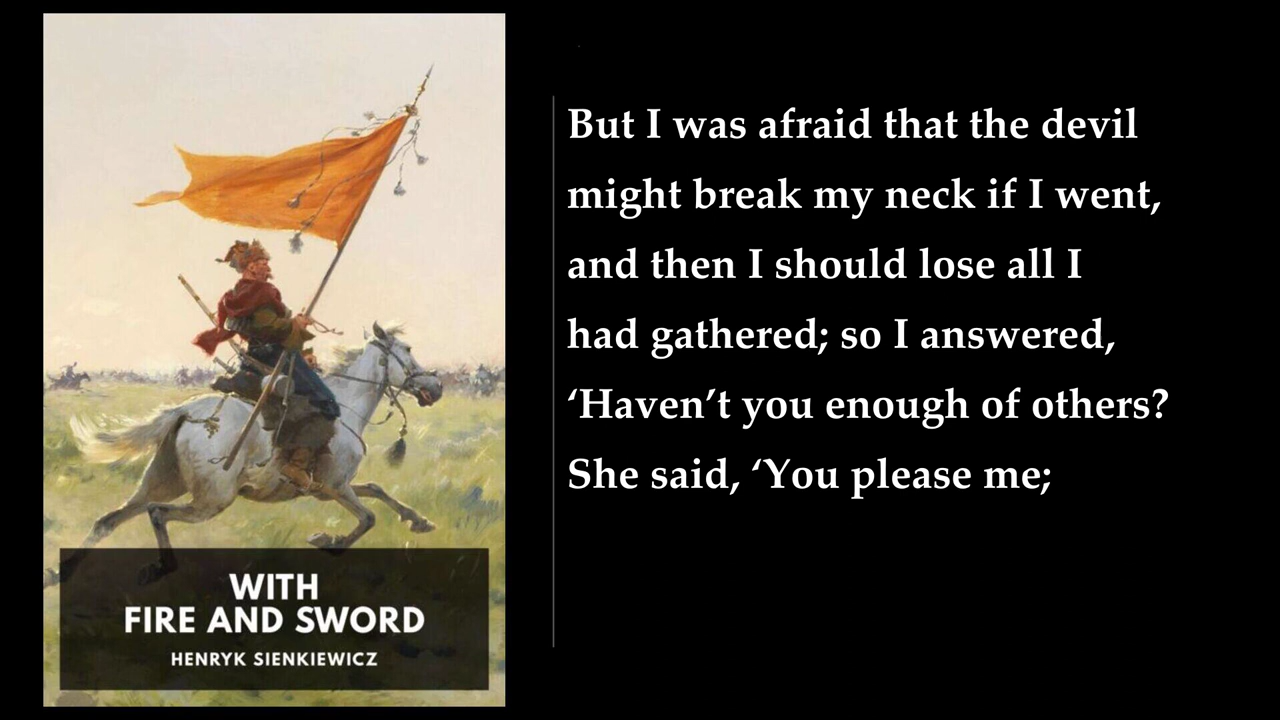 WITH
FIRE AND SWORD
HENRYK SIENKIEWICZ
But I was afraid that the devil
might break my neck if I went,
and then I should lose all I
had gathered; so I answered,
‘Haven’t you enough of others?
She said, ‘You please me;